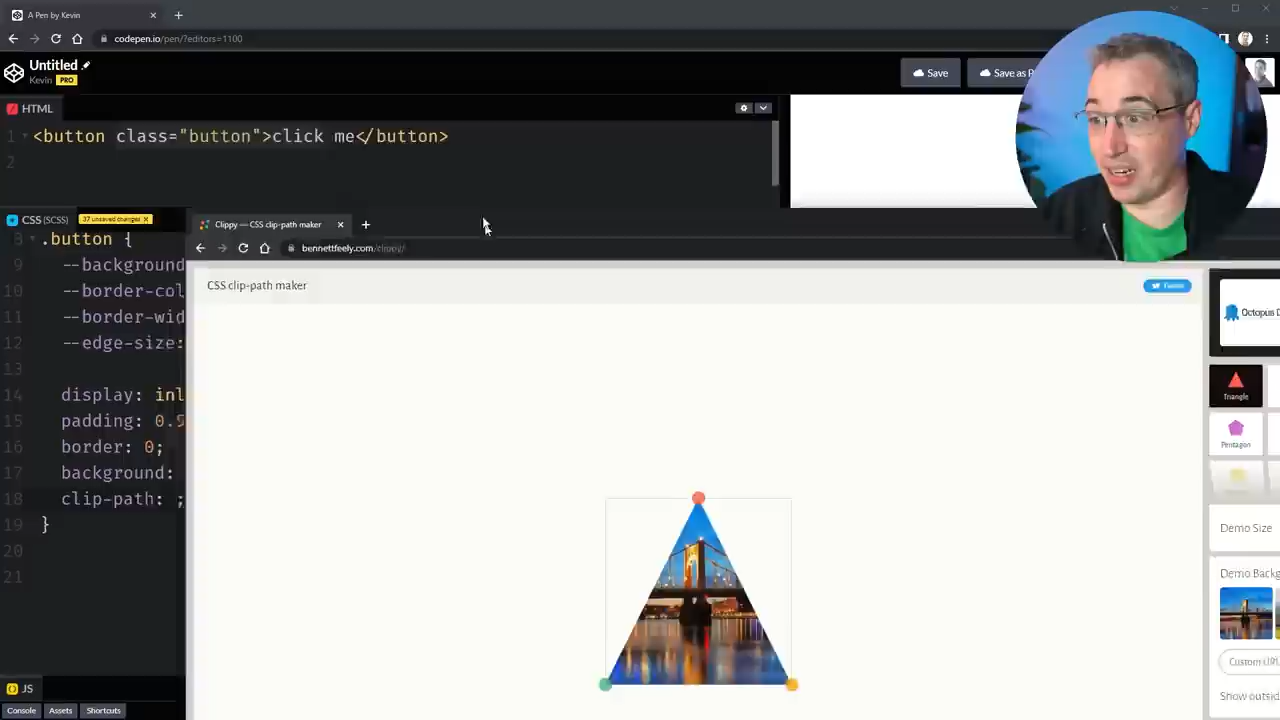 A Pen by Kevin
codepen.io/pen/?editors=1100
Untitled
Kevin PRO
Save
Save as P
HTML
1 <button class="button">click me</button>
2
CSS (SCSS)
37 unsaved changes ×
8 .button {
9 --background
10 --border-col
11 --border-wid
12 --edge-size:
13
14 display: inl
15 padding: 0.5
16 border: 0;
17 background:
18 clip-path: ;
19 }
20
21
JS
Console Assets Shortcuts
Clippy — CSS clip-path maker
bennettfeely.com/clippy/
CSS clip-path maker
Tweet
Octopus D
Triangle
Pentagon
Demo Size
Demo Backg
Custom URL
Show outsid